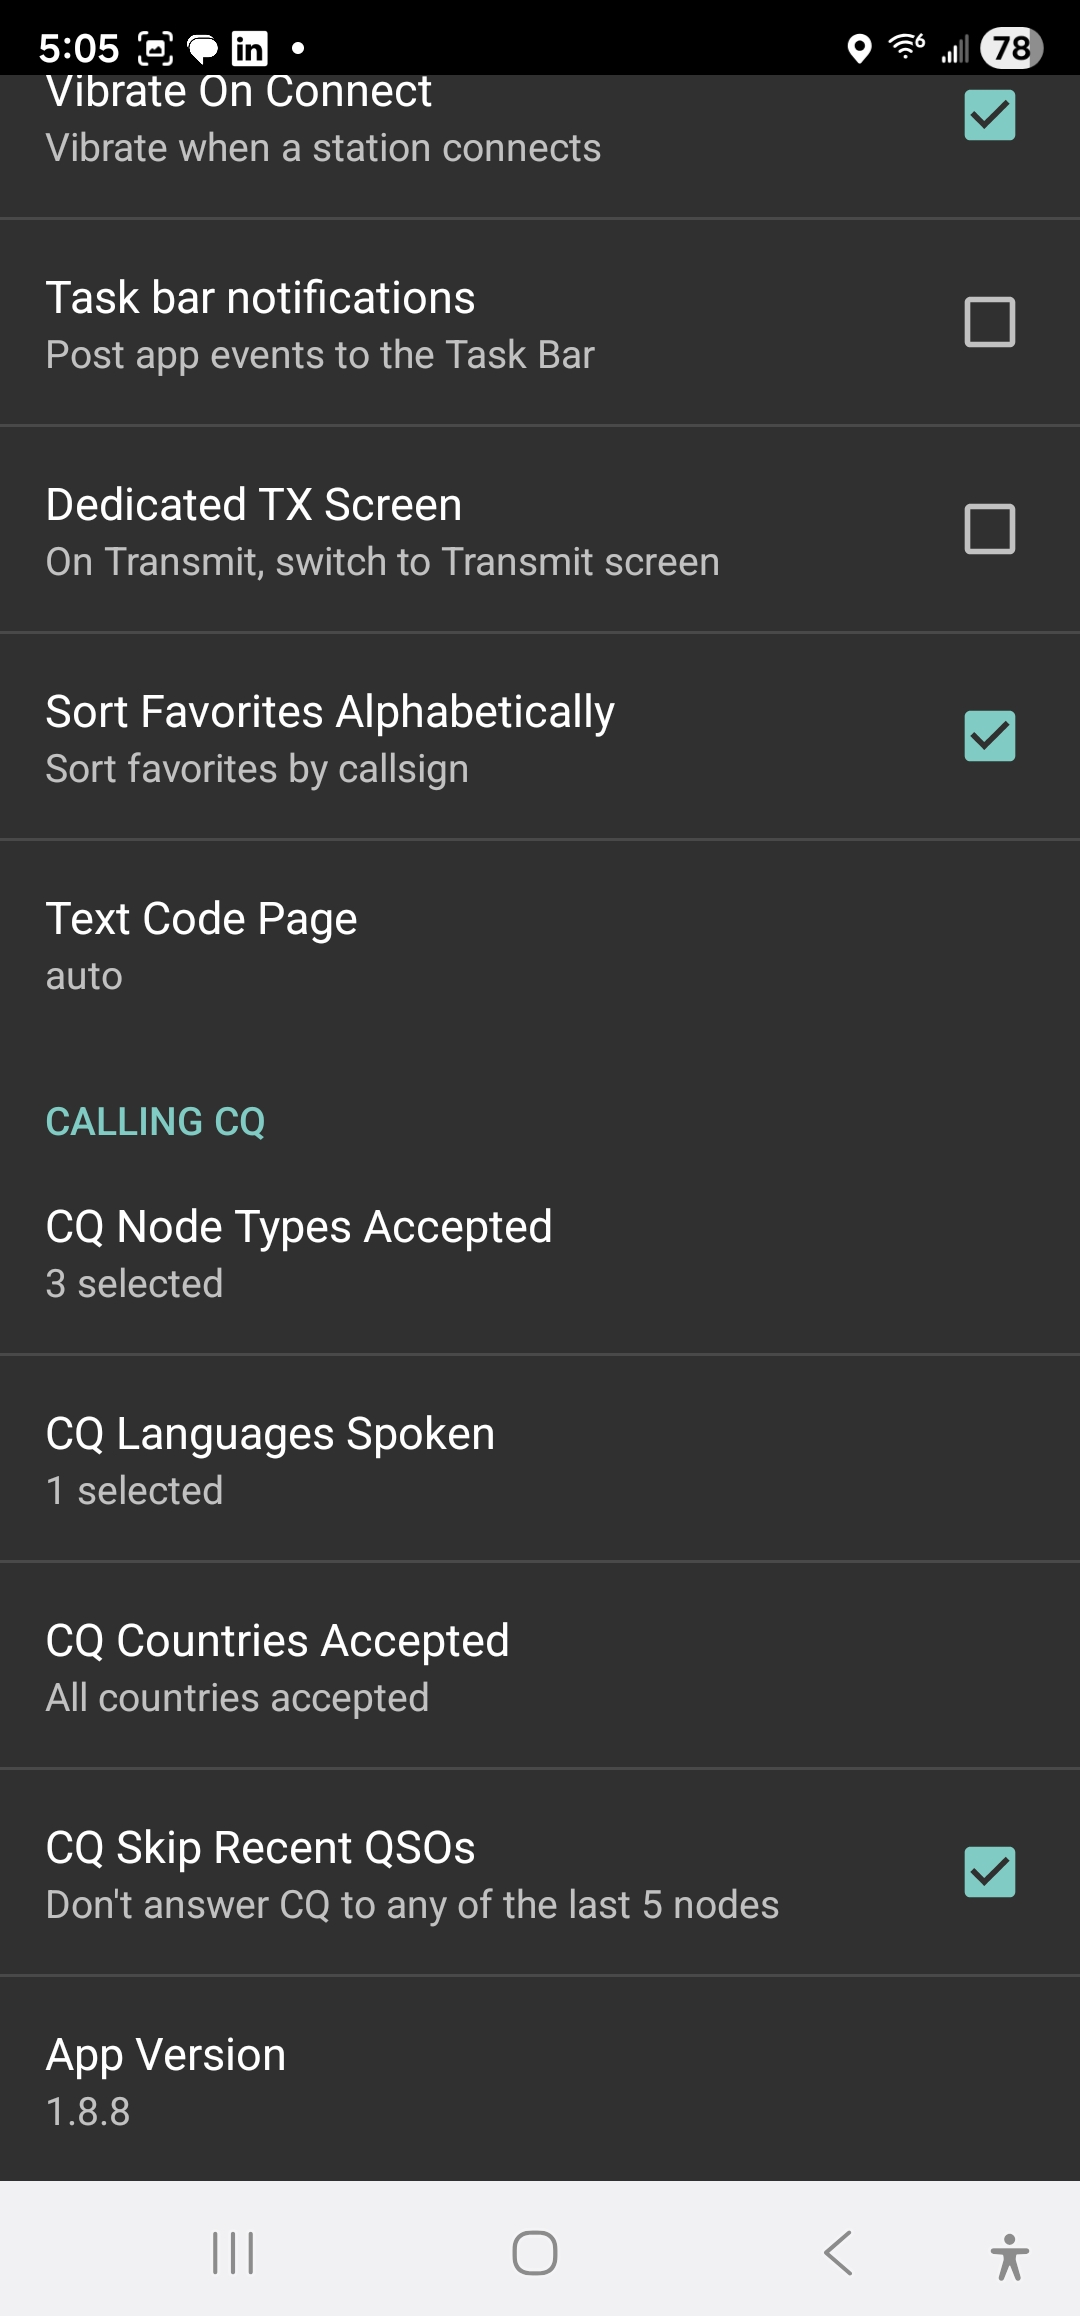 5:05
in
6
78
Vibrate On Connect
Vibrate when a station connects
Task bar notifications
Post app events to the Task Bar
Dedicated TX Screen
On Transmit, switch to Transmit screen
Sort Favorites Alphabetically
Sort favorites by callsign
Text Code Page
auto
CALLING CQ
CQ Node Types Accepted
3 selected
CQ Languages Spoken
1 selected
CQ Countries Accepted
All countries accepted
CQ Skip Recent QSOs
Don't answer CQ to any of the last 5 nodes
App Version
1.8.8